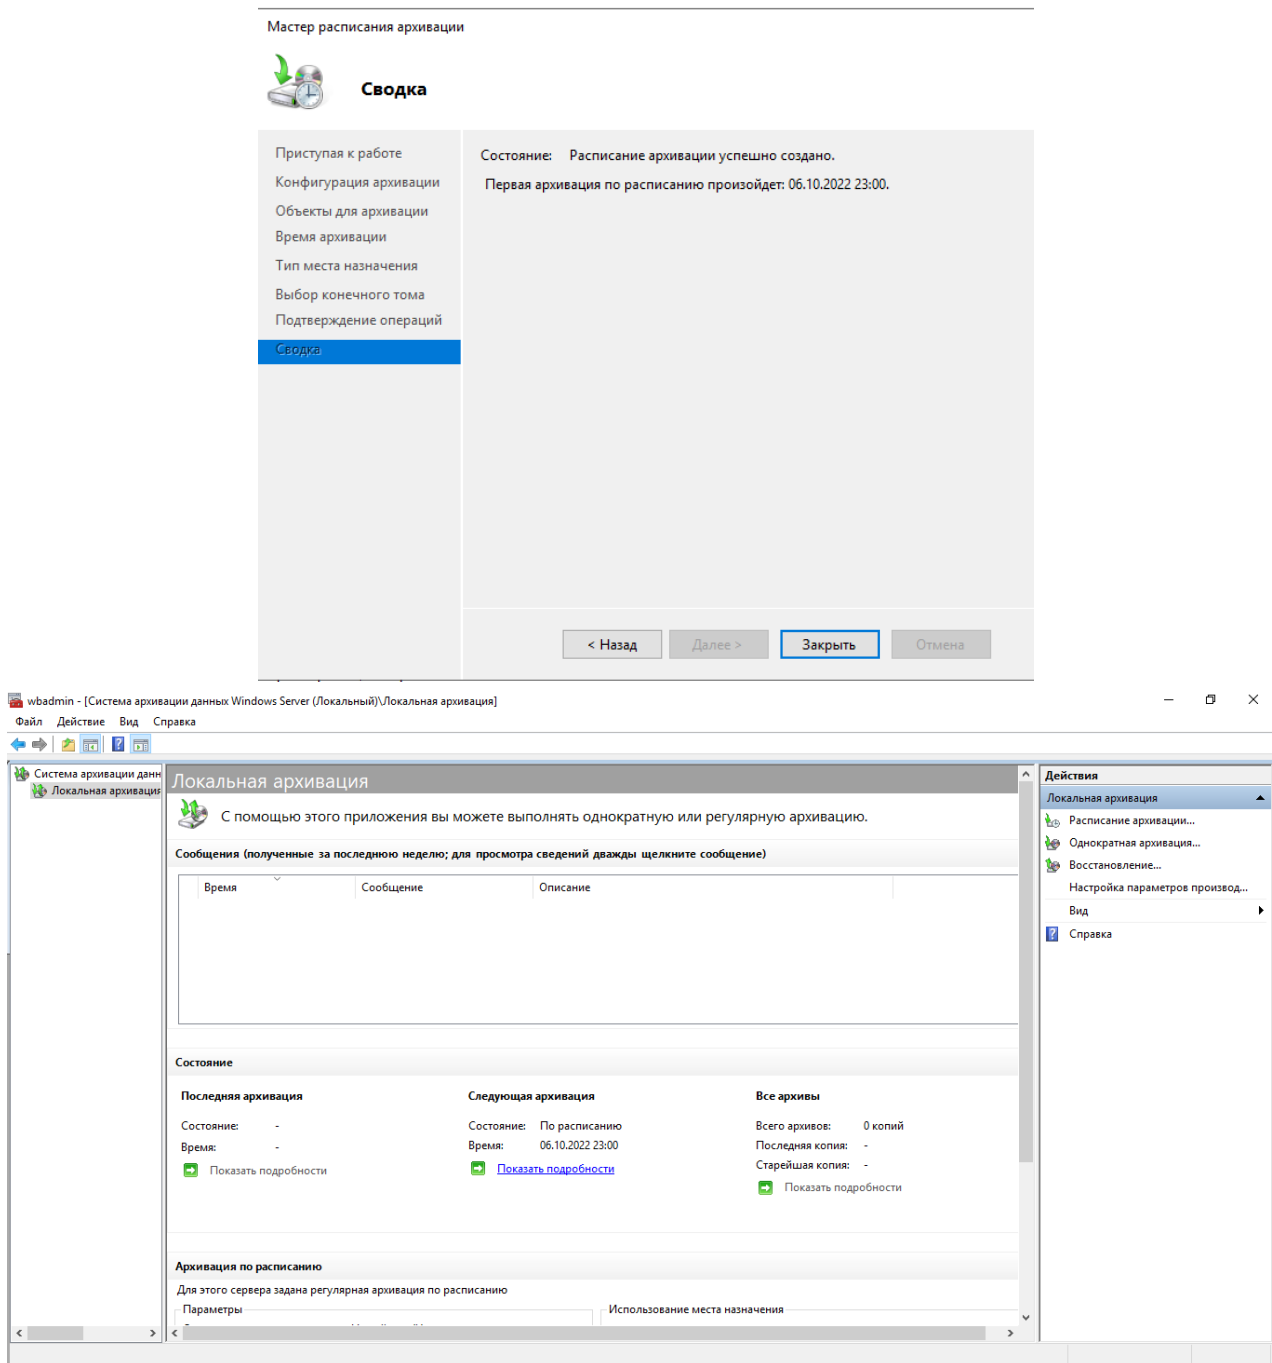 Мастер расписания архивации
Сводка
Приступая к работе
Конфигурация архивации
Объекты для архивации
Время архивации
Тип места назначения
Выбор конечного тома
Подтверждение операций
Сводка
Состояние: Расписание архивации успешно создано.
Первая архивация по расписанию произойдет: 06.10.2022 23:00.
< Назад Далее > Закрыть Отмена
wbadmin - [Система архивации данных Windows Server (Локальный)\Локальная архивация]
Файл Действие Вид Справка
Система архивации данн
Локальная архивация
Локальная архивация
С помощью этого приложения вы можете выполнять однократную или регулярную архивацию.
Сообщения (полученные за последнюю неделю; для просмотра сведений дважды щелкните сообщение)
Время Сообщение Описание
Состояние
Последняя архивация
Состояние: -
Время: -
Показать подробности
Следующая архивация
Состояние: По расписанию
Время: 06.10.2022 23:00
Показать подробности
Все архивы
Всего архивов: 0 копий
Последняя копия: -
Старейшая копия: -
Показать подробности
Архивация по расписанию
Для этого сервера задана регулярная архивация по расписанию
Параметры
Использование места назначения
Действия
Локальная архивация
Расписание архивации...
Однократная архивация...
Восстановление...
Настройка параметров производ...
Вид
Справка